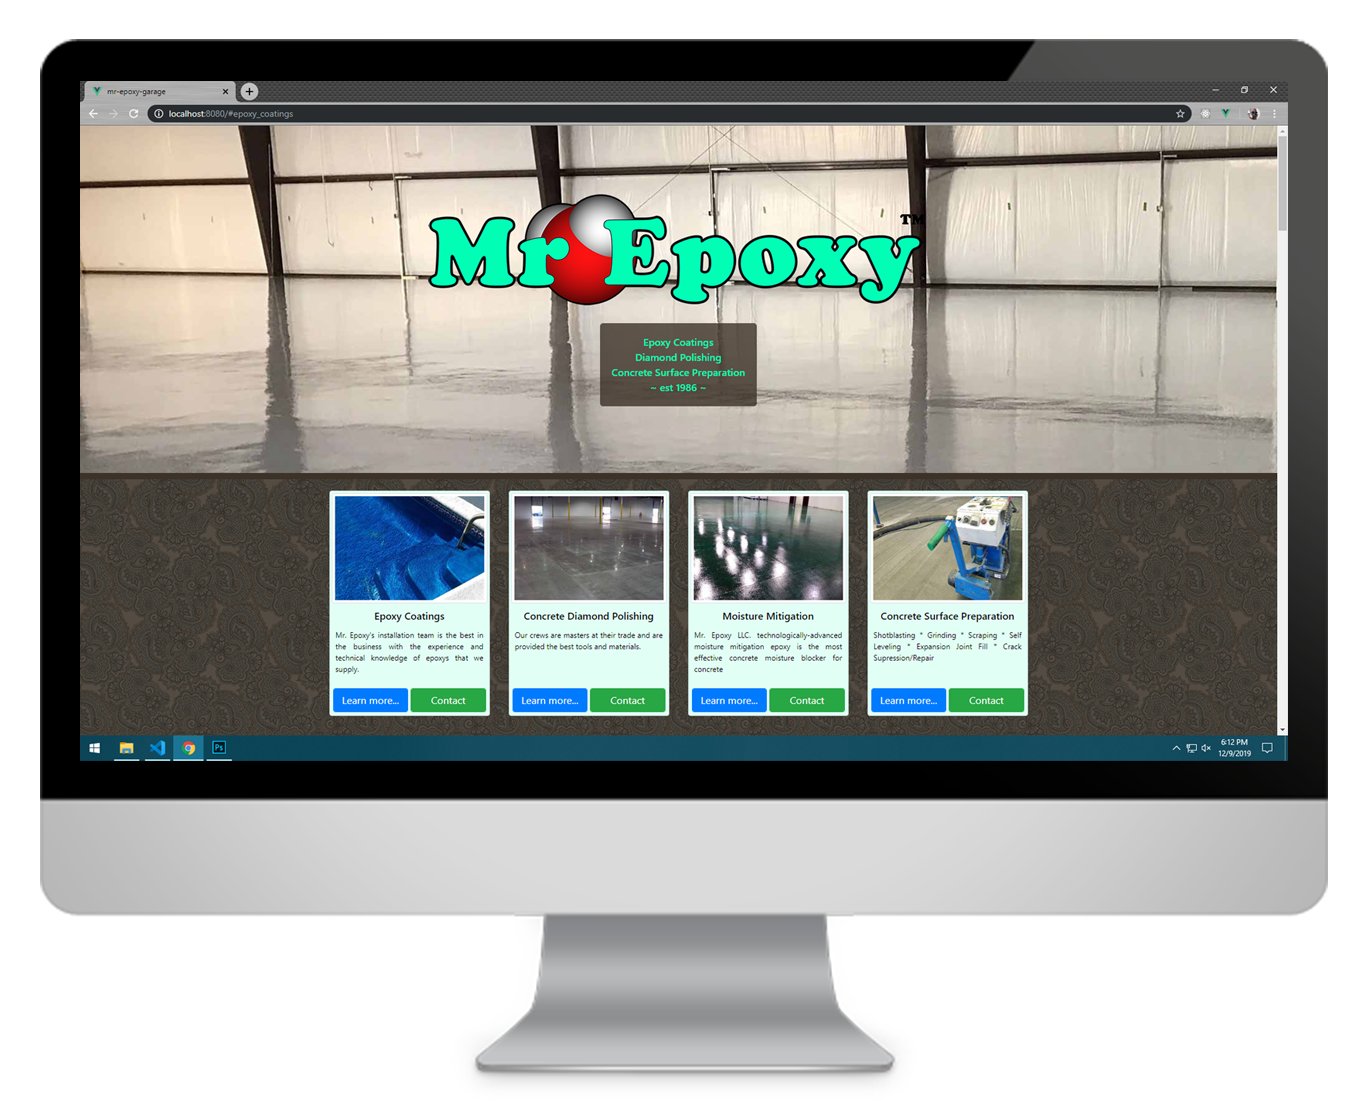 mr-epoxy-garage
localhost:8080/#epoxy_coatings
Mr Epoxy™
Epoxy Coatings
Diamond Polishing
Concrete Surface Preparation
~ est 1986 ~
Epoxy Coatings
Mr. Epoxy's installation team is the best in
the business with the experience and
technical knowledge of epoxys that we
supply.
Learn more...
Contact
Concrete Diamond Polishing
Our crews are masters at their trade and are
provided the best tools and materials.
Learn more...
Contact
Moisture Mitigation
Mr. Epoxy LLC. technologically-advanced
moisture mitigation epoxy is the most
effective concrete moisture blocker for
concrete
Learn more...
Contact
Concrete Surface Preparation
Shotblasting * Grinding * Scraping * Self
Leveling * Expansion Joint Fill * Crack
Supression/Repair
Learn more...
Contact
Ps
6:12 PM
12/9/2019